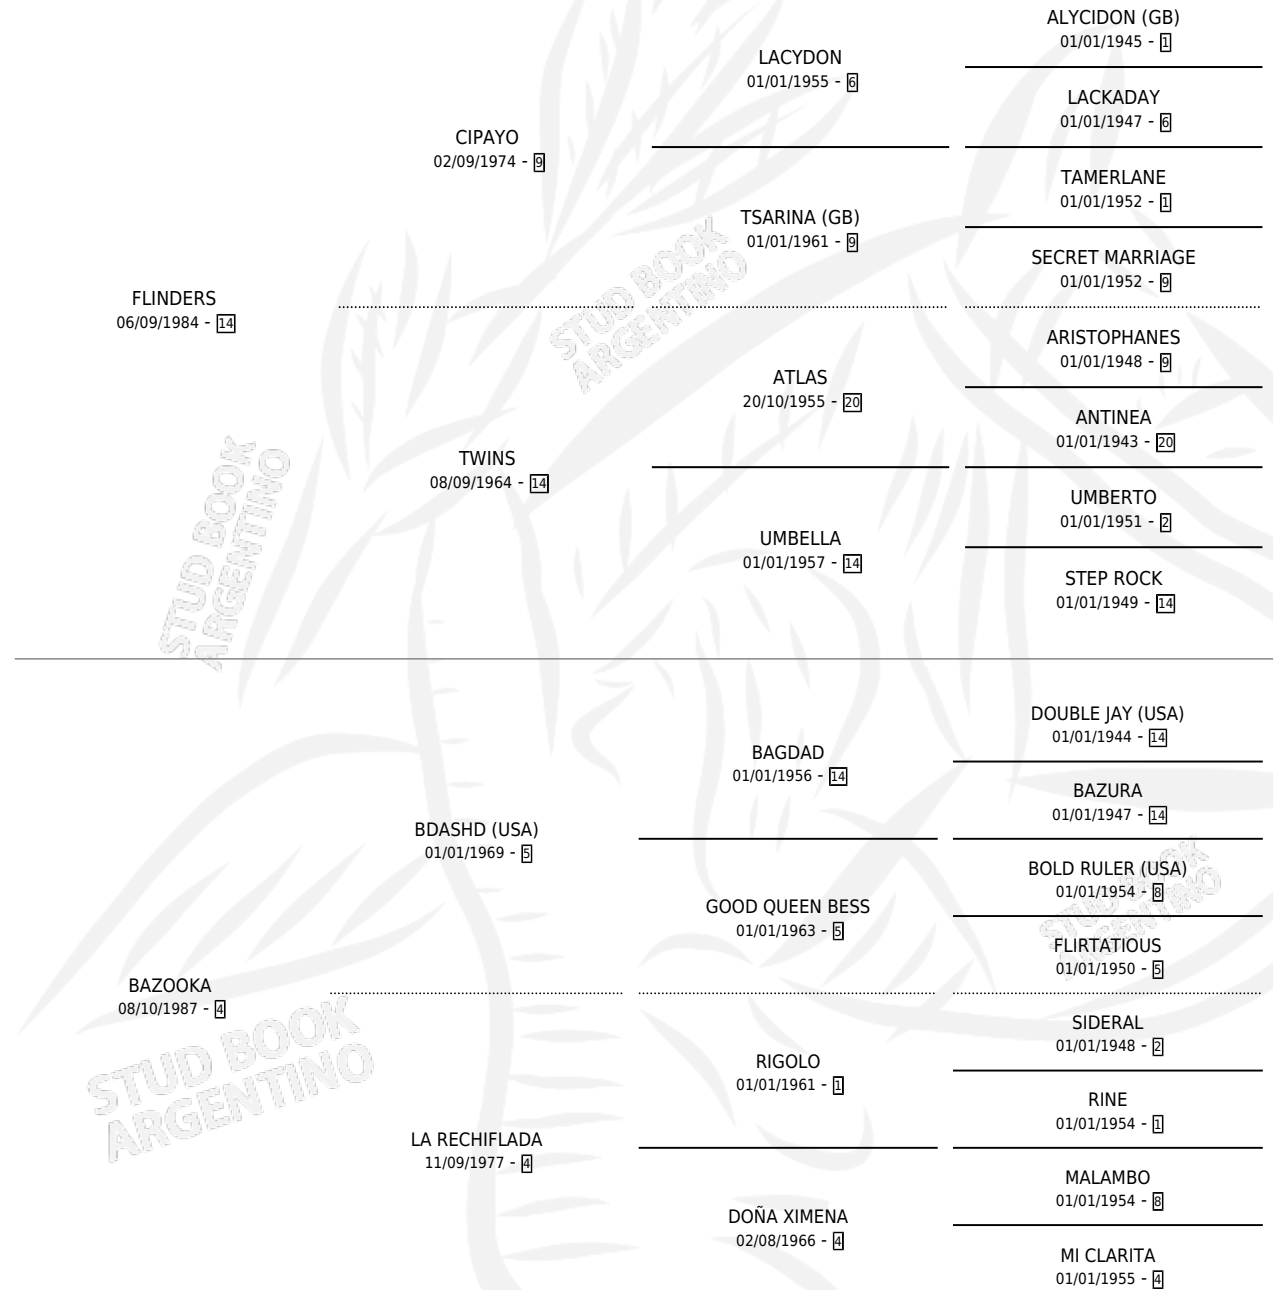 ALYCIDON (GB)
01/01/1945 - 1
LACYDON
01/01/1955 - 6
LACKADAY
01/01/1947 - 6
CIPAYO
02/09/1974 - 9
TAMERLANE
01/01/1952 - 1
TSARINA (GB)
01/01/1961 - 9
SECRET MARRIAGE
01/01/1952 - 9
FLINDERS
06/09/1984 - 14
ARISTOPHANES
01/01/1948 - 9
ATLAS
20/10/1955 - 20
ANTINEA
01/01/1943 - 20
TWINS
08/09/1964 - 14
UMBERTO
01/01/1951 - 2
UMBELLA
01/01/1957 - 14
STEP ROCK
01/01/1949 - 14
STUD BOOK
ARGENTINO
STUD BOOK
ARGENTINO
DOUBLE JAY (USA)
01/01/1944 - 14
BAGDAD
01/01/1956 - 14
BAZURA
01/01/1947 - 14
BDASHD (USA)
01/01/1969 - 5
BOLD RULER (USA)
01/01/1954 - 8
GOOD QUEEN BESS
01/01/1963 - 5
FLIRTATIOUS
01/01/1950 - 5
STUD BOOK
ARGENTINO
BAZOOKA
08/10/1987 - 4
SIDERAL
01/01/1948 - 2
RIGOLO
01/01/1961 - 1
RINE
01/01/1954 - 1
LA RECHIFLADA
11/09/1977 - 4
MALAMBO
01/01/1954 - 8
DOÑA XIMENA
02/08/1966 - 4
MI CLARITA
01/01/1955 - 4
STUD BOOK
ARGENTINO